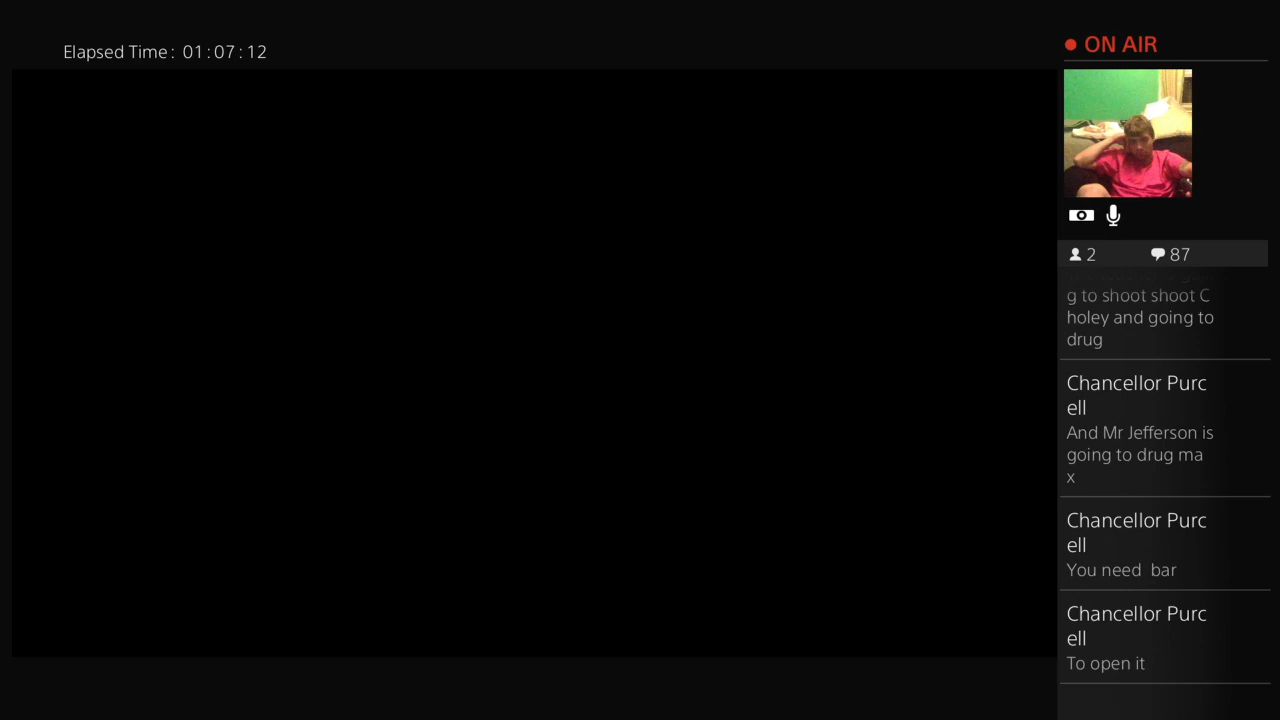 Elapsed Time: 01:07:12
ON AIR
2 87
g to shoot shoot C
holey and going to
drug
Chancellor Purc
ell
And Mr Jefferson is
going to drug ma
x
Chancellor Purc
ell
You need  bar
Chancellor Purc
ell
To open it